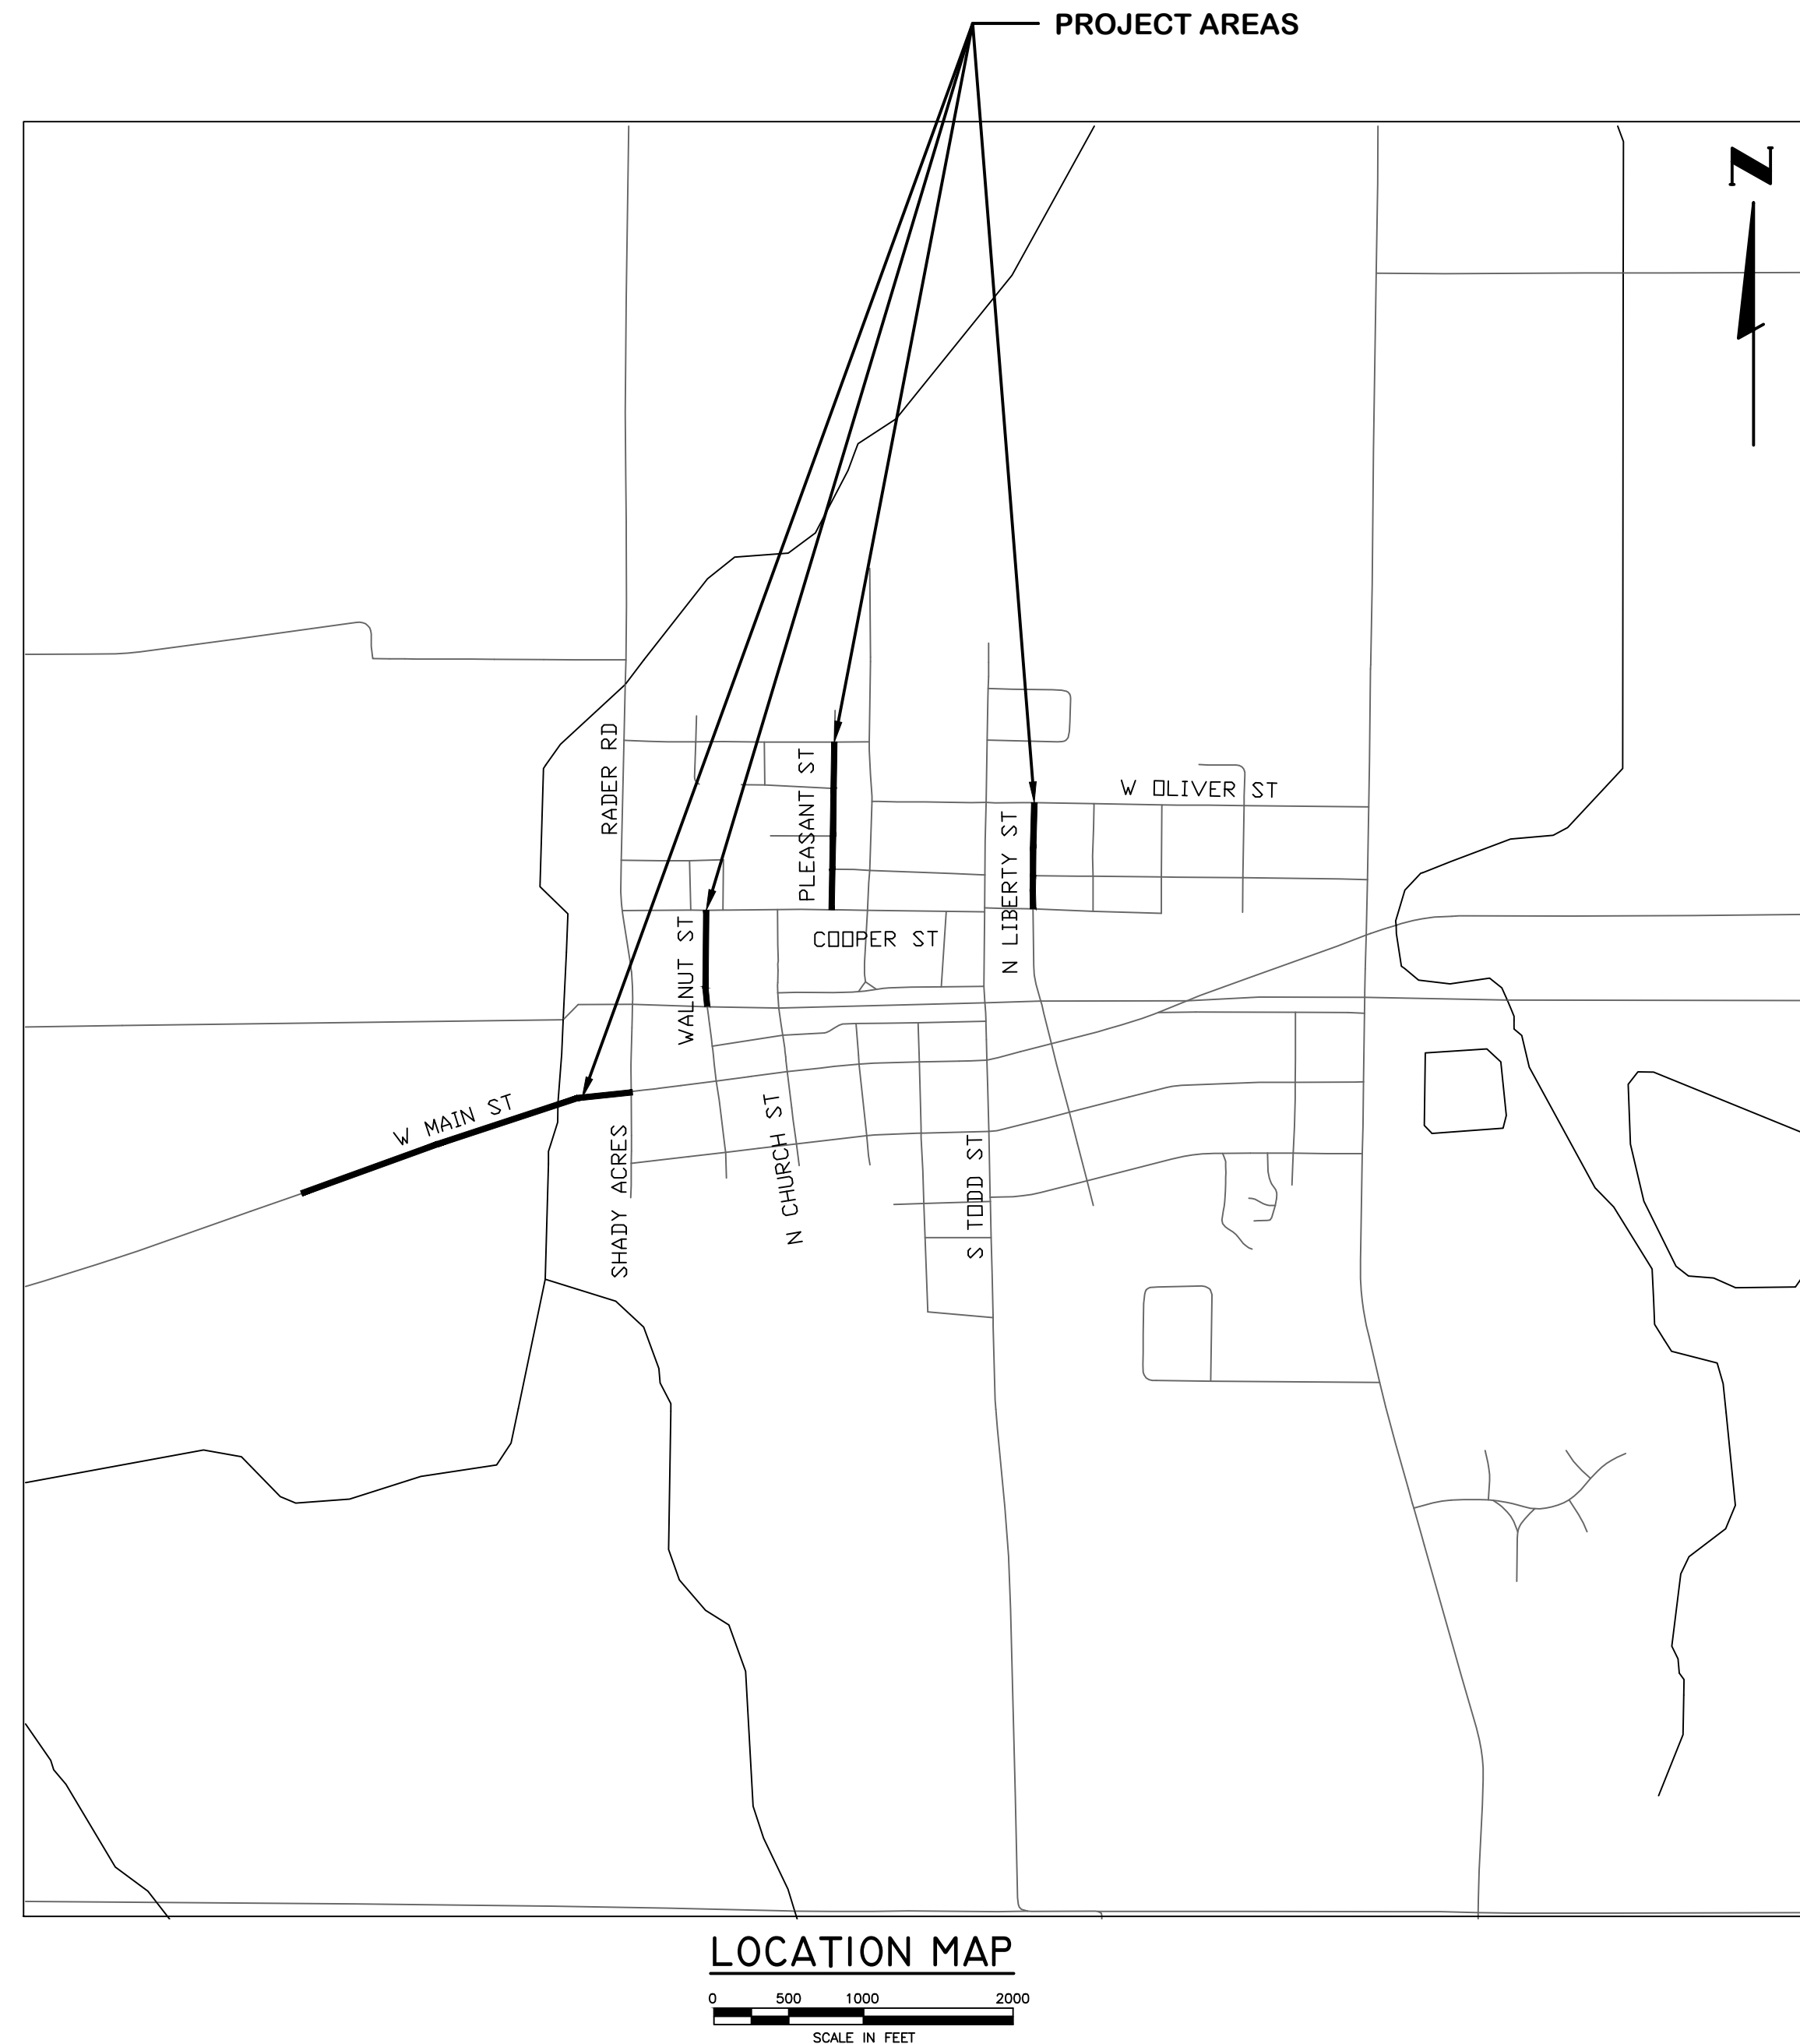 PROJECT AREAS
N
RADER RD
PLEASANT ST
W OLIVER ST
N LIBERTY ST
WALNUT ST
COOPER ST
W MAIN ST
SHADY ACRES
N CHURCH ST
S TODD ST
LOCATION MAP
0 500 1000 2000
SCALE IN FEET